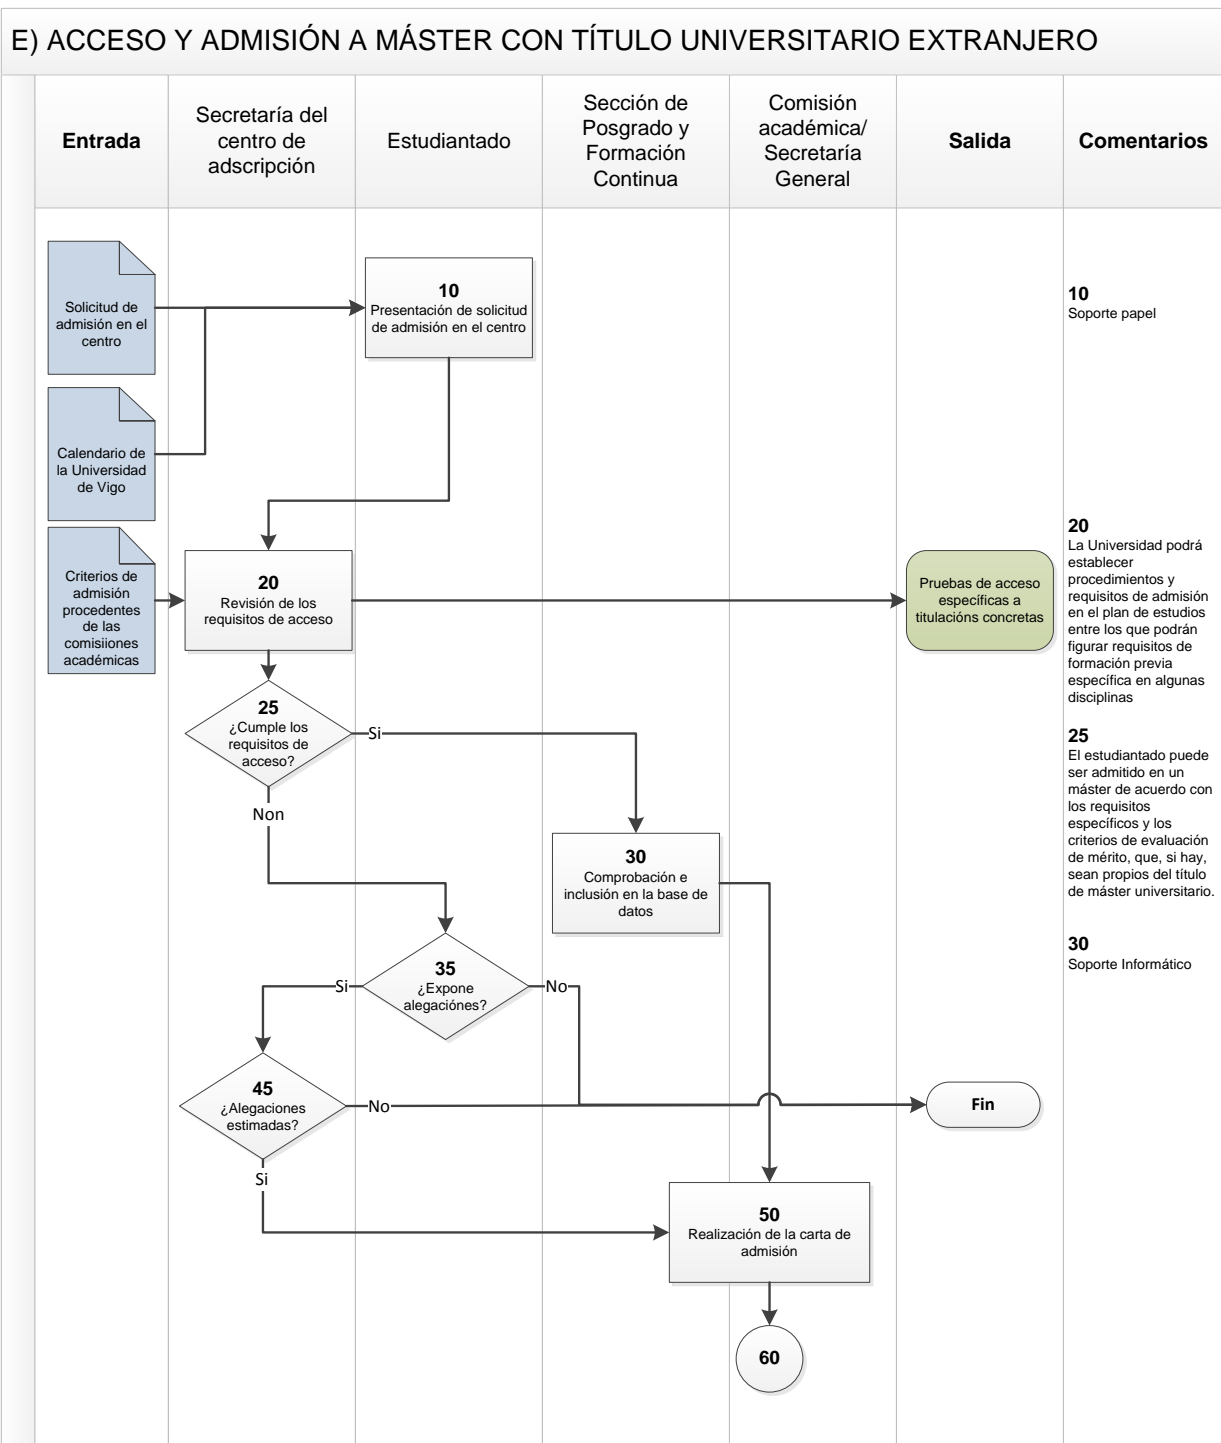 E) ACCESO Y ADMISIÓN A MÁSTER CON TÍTULO UNIVERSITARIO EXTRANJERO
Entrada
Secretaría del
centro de
adscripción
Estudiantado
Sección de
Posgrado y
Formación
Continua
Comisión
académica/
Secretaría
General
Salida
Comentarios
Solicitud de
admisión en el
centro
10
Presentación de solicitud
de admisión en el centro
10
Soporte papel
Calendario de
la Universidad
de Vigo
Criterios de
admisión
procedentes
de las
comisiiones
académicas
20
Revisión de los
requisitos de acceso
Pruebas de acceso
específicas a
titulacións concretas
20
La Universidad podrá
establecer
procedimientos y
requisitos de admisión
en el plan de estudios
entre los que podrán
figurar requisitos de
formación previa
específica en algunas
disciplinas
25
¿Cumple los
requisitos de
acceso?
Si
Non
25
El estudiantado puede
ser admitido en un
máster de acuerdo con
los requisitos
específicos y los
criterios de evaluación
de mérito, que, si hay,
sean propios del título
de máster universitario.
30
Comprobación e
inclusión en la base de
datos
30
Soporte Informático
35
¿Expone
alegaciónes?
Si
No
45
¿Alegaciones
estimadas?
No
Si
Fin
50
Realización de la carta de
admisión
60